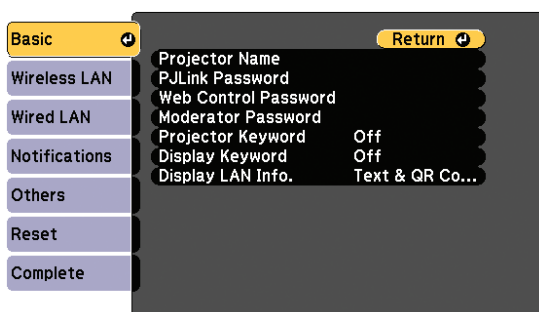 Basic
Wireless LAN
Wired LAN
Notifications
Others
Reset
Complete
Return
Projector Name
PJLink Password
Web Control Password
Moderator Password
Projector Keyword Off
Display Keyword Off
Display LAN Info. Text & QR Co...